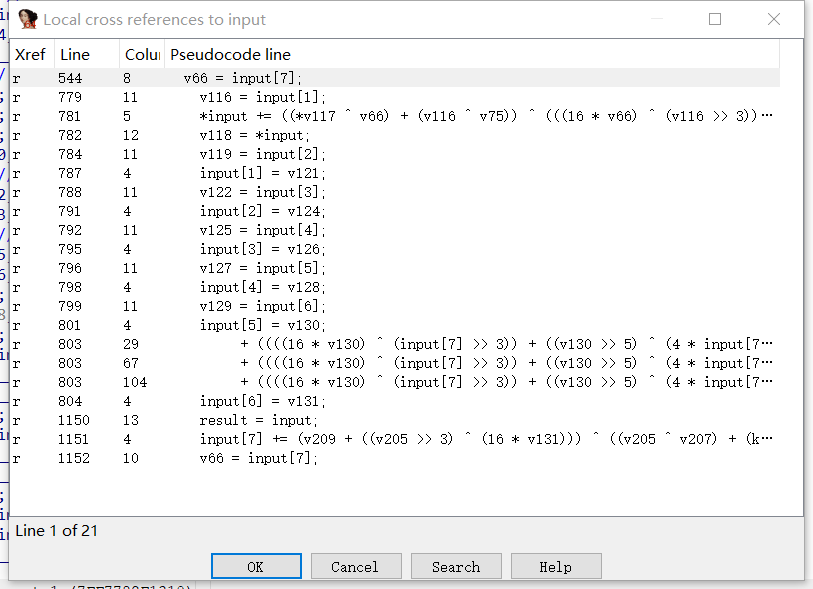 Local cross references to input
Xref Line Colu Pseudocode line
r 544 8 v66 = input[7];
r 779 11 v116 = input[1];
r 781 5 *input += ((*v117 ^ v66) + (v116 ^ v75)) ^ (((16 * v66) ^ (v116 >> 3))…
r 782 12 v118 = *input;
r 784 11 v119 = input[2];
r 787 4 input[1] = v121;
r 788 11 v122 = input[3];
r 791 4 input[2] = v124;
r 792 11 v125 = input[4];
r 795 4 input[3] = v126;
r 796 11 v127 = input[5];
r 798 4 input[4] = v128;
r 799 11 v129 = input[6];
r 801 4 input[5] = v130;
r 803 29 + ((((16 * v130) ^ (input[7] >> 3)) + ((v130 >> 5) ^ (4 * input[7…
r 803 67 + ((((16 * v130) ^ (input[7] >> 3)) + ((v130 >> 5) ^ (4 * input[7…
r 803 104 + ((((16 * v130) ^ (input[7] >> 3)) + ((v130 >> 5) ^ (4 * input[7…
r 804 4 input[6] = v131;
r 1150 13 result = input;
r 1151 4 input[7] += (v209 + ((v205 >> 3) ^ (16 * v131))) ^ ((v205 ^ v207) + (k…
r 1152 10 v66 = input[7];
Line 1 of 21
OK Cancel Search Help